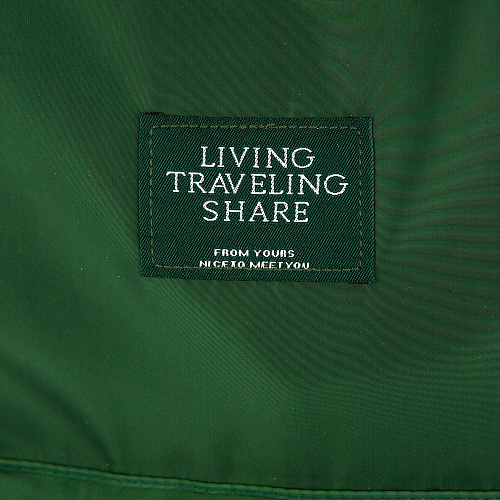 LIVING
TRAVELING
SHARE
FROM YOURS
NICETO MEETYOU